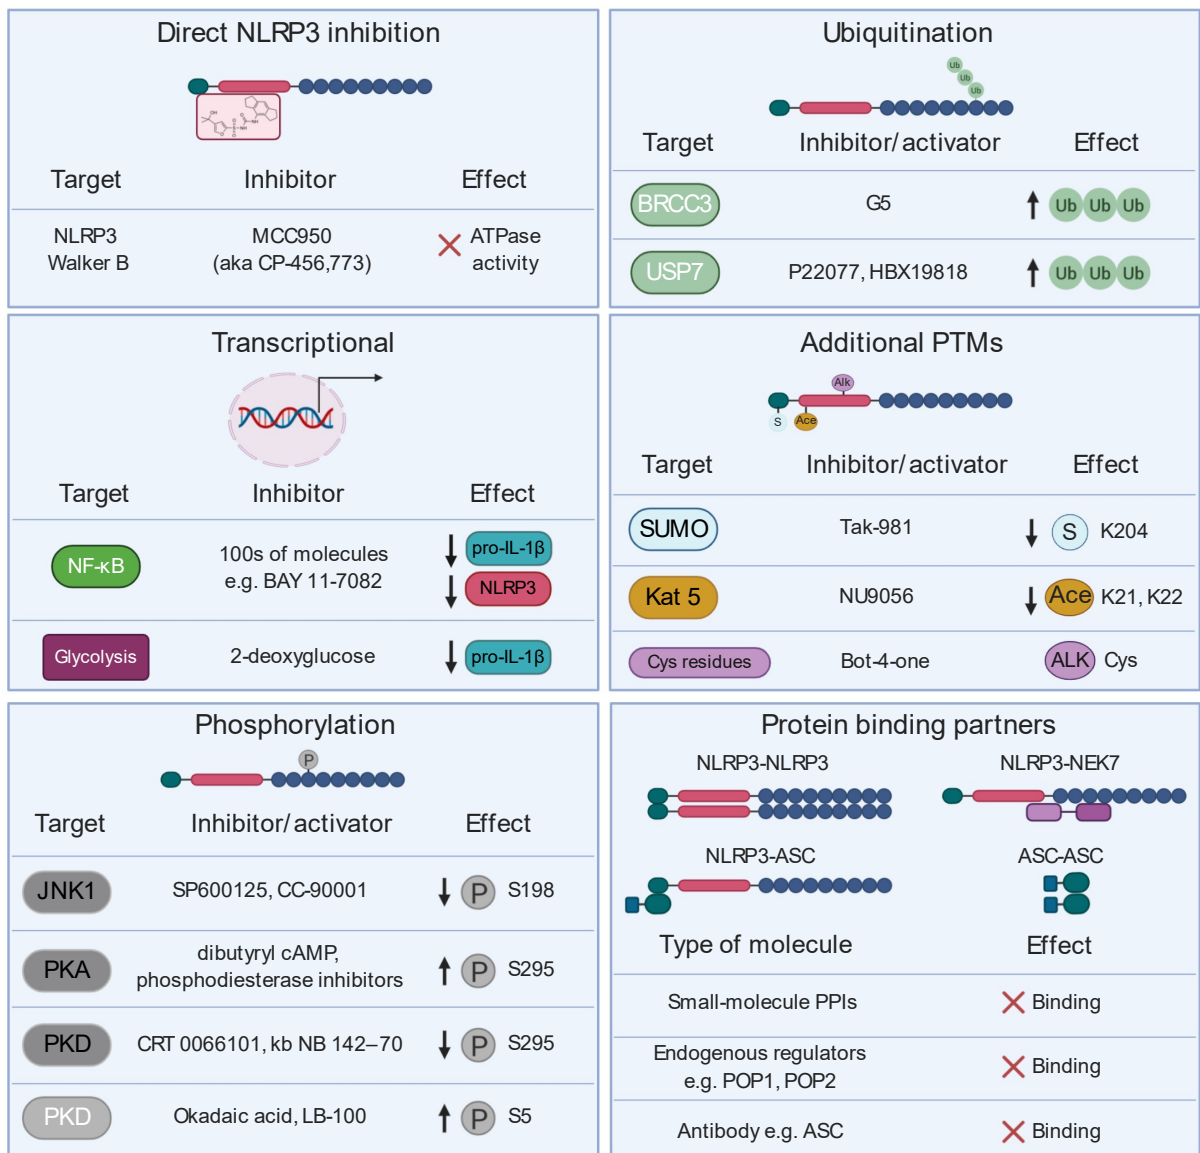 Direct NLRP3 inhibition
OH
O
O
S
O
NH
O
NH
Target Inhibitor Effect
NLRP3
Walker B
MCC950
(aka CP-456,773)
ATPase
activity
Ubiquitination
Ub
Ub
Ub
Target Inhibitor/activator Effect
BRCC3 G5 Ub Ub Ub
USP7 P22077, HBX19818 Ub Ub Ub
Transcriptional
Target Inhibitor Effect
NF-κB
100s of molecules
e.g. BAY 11-7082
pro-IL-1β
NLRP3
Glycolysis 2-deoxyglucose pro-IL-1β
Additional PTMs
Alk
S Ace
Target Inhibitor/activator Effect
SUMO Tak-981 S K204
Kat 5 NU9056 Ace K21, K22
Cys residues Bot-4-one ALK Cys
Phosphorylation
P
Target Inhibitor/activator Effect
JNK1 SP600125, CC-90001 P S198
PKA
dibutyryl cAMP,
phosphodiesterase inhibitors
P S295
PKD CRT 0066101, kb NB 142–70 P S295
PKD Okadaic acid, LB-100 P S5
Protein binding partners
NLRP3-NLRP3 NLRP3-NEK7
NLRP3-ASC ASC-ASC
Type of molecule Effect
Small-molecule PPIs Binding
Endogenous regulators
e.g. POP1, POP2
Binding
Antibody e.g. ASC Binding